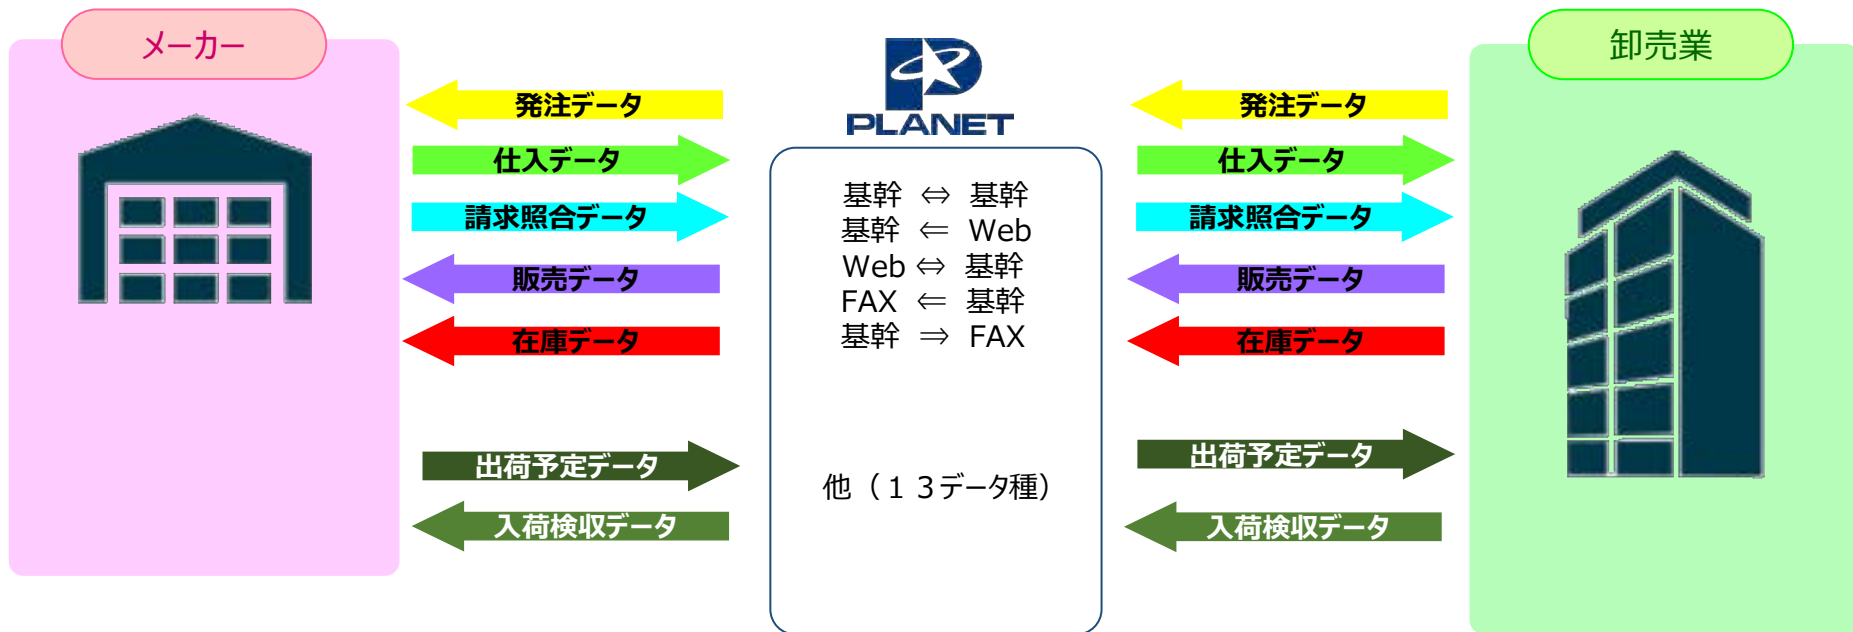 メーカー
卸売業
PLANET
発注データ
発注データ
仕入データ
仕入データ
請求照合データ
請求照合データ
販売データ
販売データ
在庫データ
在庫データ
基幹 ⇔ 基幹
基幹 ⇐ Web
Web ⇔ 基幹
FAX ⇐ 基幹
基幹 ⇒ FAX
出荷予定データ
出荷予定データ
他（１３データ種）
入荷検収データ
入荷検収データ